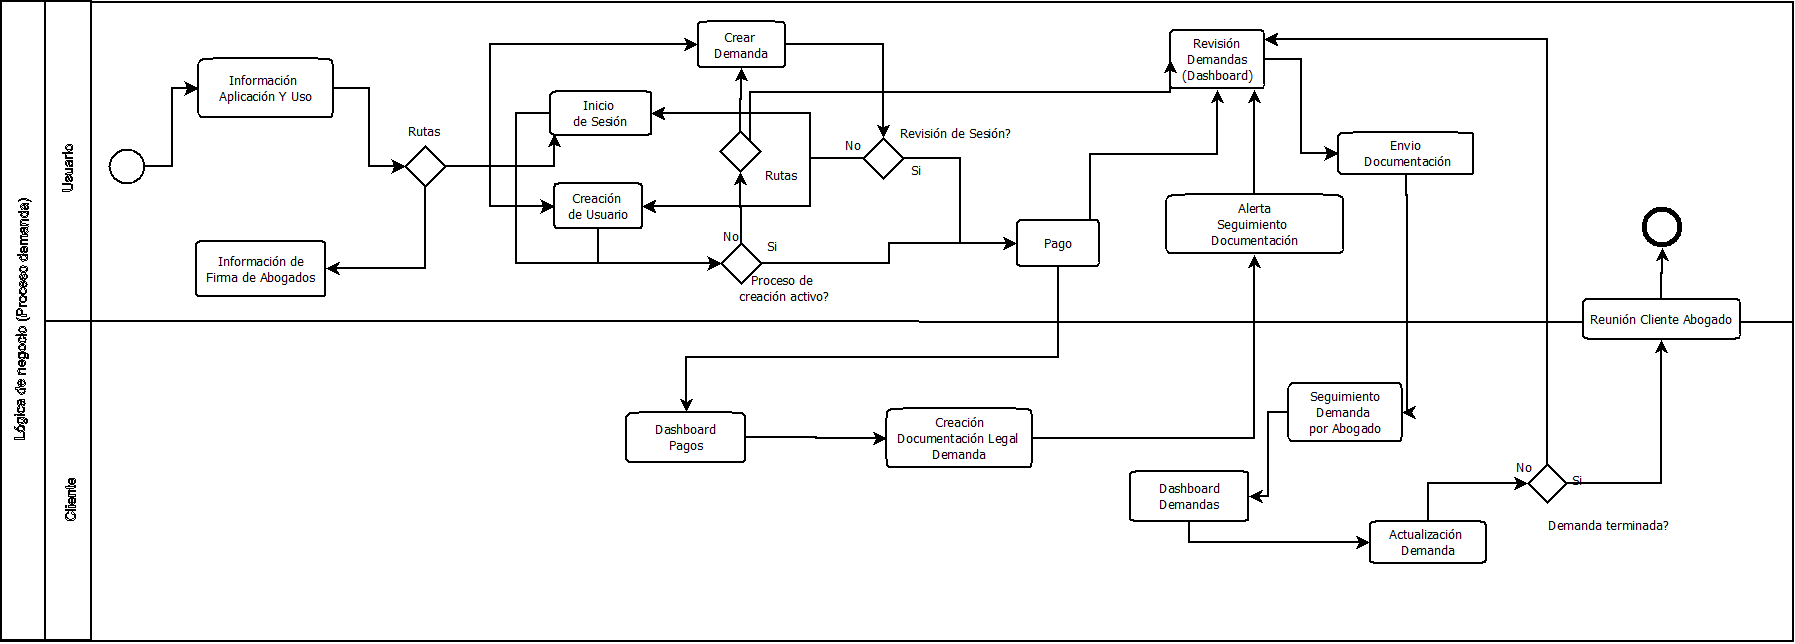 Lógica de negocio (Proceso demanda)
Usuario
Cliente
Información
Aplicación Y Uso
Rutas
Información de
Firma de Abogados
Inicio
de Sesión
Creación
de Usuario
Crear
Demanda
Rutas
No
Si
Proceso de
creación activo?
Revisión de Sesión?
No
Si
Pago
Revisión
Demandas
(Dashboard)
Envio
Documentación
Alerta
Seguimiento
Documentación
Reunión Cliente Abogado
Dashboard
Pagos
Creación
Documentación Legal
Demanda
Seguimiento
Demanda
por Abogado
Dashboard
Demandas
Actualización
Demanda
No
Si
Demanda terminada?